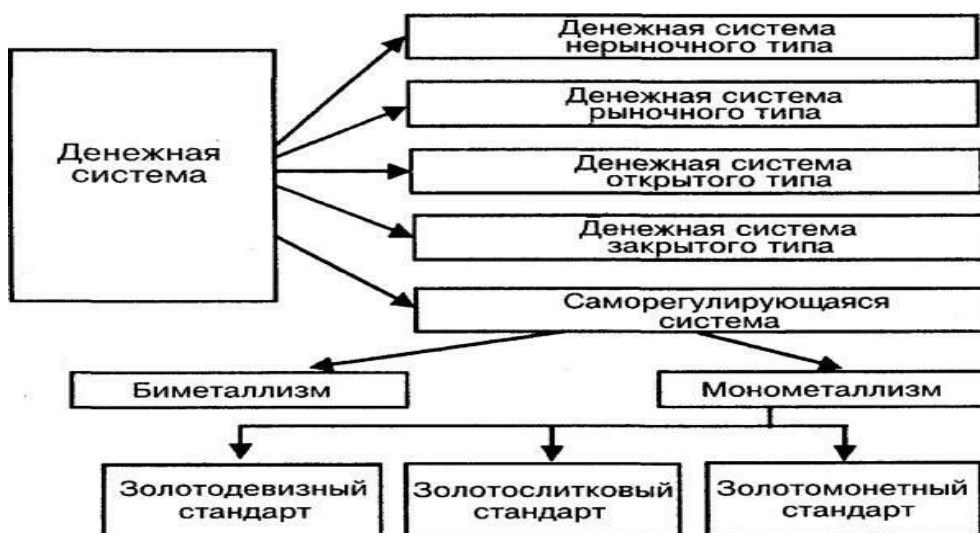 Денежная
система
Денежная система
нерыночного типа
Денежная система
рыночного типа
Денежная система
открытого типа
Денежная система
закрытого типа
Саморегулирующаяся
система
Биметаллизм
Монометаллизм
Золотодевизный
стандарт
Золотослитковый
стандарт
Золотомонетный
стандарт